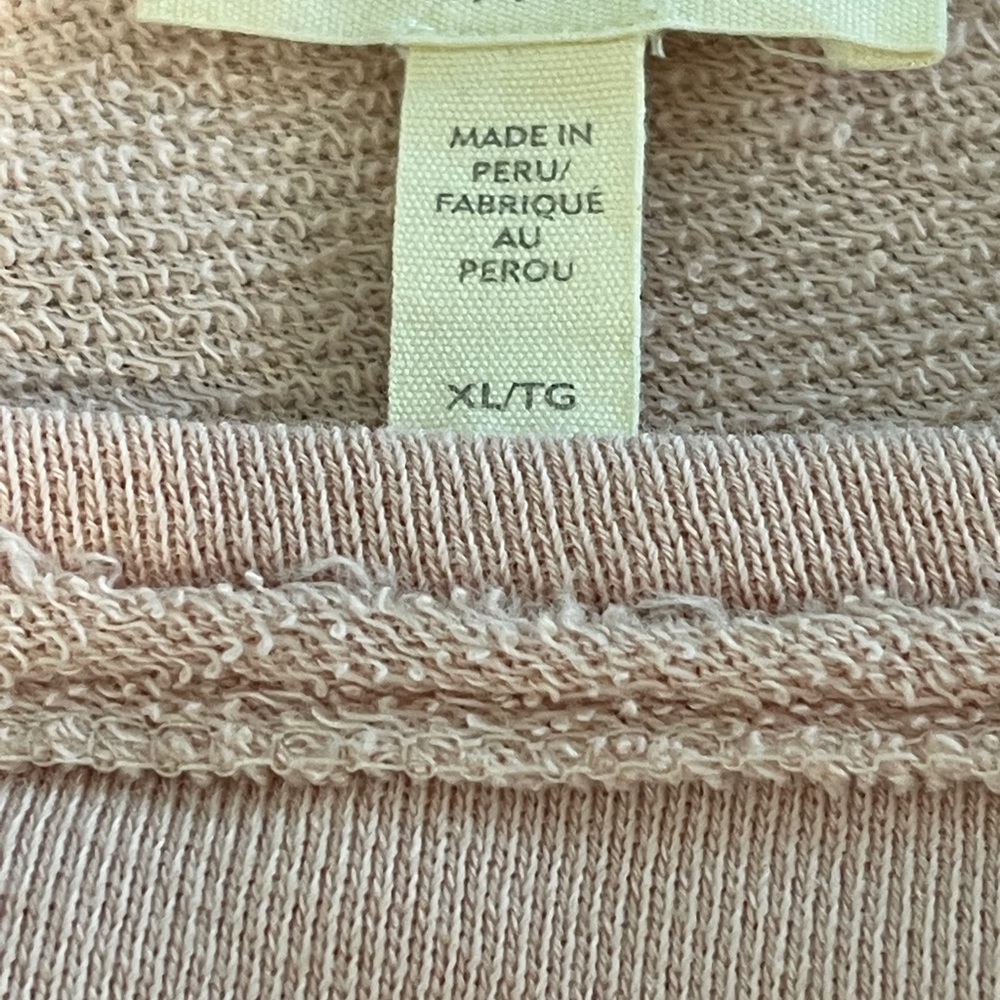 MADE IN
PERU/
FABRIQUÉ
AU
PEROU
XL/TG